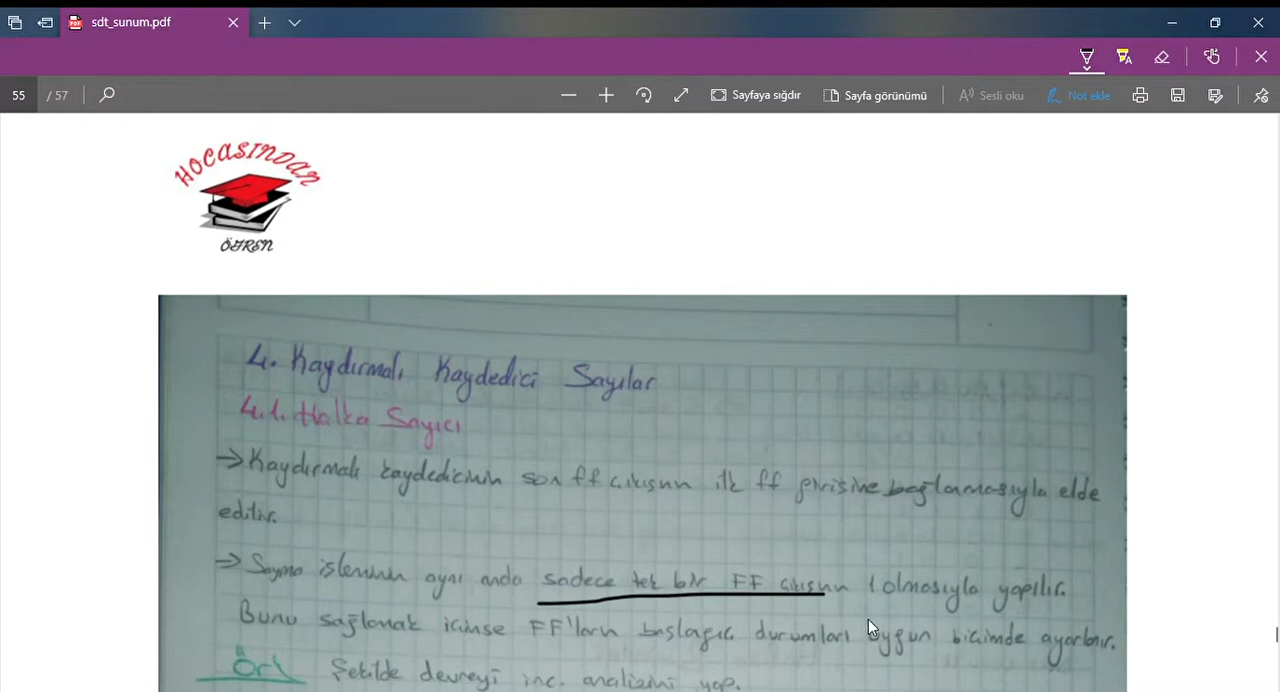 sdt_sunum.pdf
55 / 57
Sayfaya sığdır
Sayfa görünümü
Sesli oku
Not ekle
HOCASINDAN
ÖĞREN
4. Kaydırmalı Kaydedici Sayılar
4.1. Halka Sayıcı
→ Kaydırmalı kaydedicinin son ff çıkışının ilk ff girişine bağlanmasıyla elde
edilir.
→ Sayma işleminin aynı anda sadece tek bir FF çıkışının 1 olmasıyla yapılır.
Bunu sağlamak içinse FF'ların başlangıç durumları uygun biçimde ayarlanır.
Örn/ Şekilde devreyi inc. analizini yap.